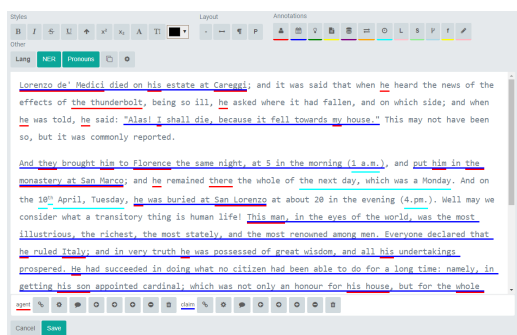 Styles
Layout
Annotations
B I S U x² x₂ A T!
- ↔ ¶ P
L S P f
Other
Lang NER Pronouns
Lorenzo de' Medici died on his estate at Careggi; and it was said that when he heard the news of the
effects of the thunderbolt, being so ill, he asked where it had fallen, and on which side; and when
he was told, he said: "Alas! I shall die, because it fell towards my house." This may not have been
so, but it was commonly reported.
And they brought him to Florence the same night, at 5 in the morning (1 a.m.), and put him in the
monastery at San Marco; and he remained there the whole of the next day, which was a Monday. And on
the 10th April, Tuesday, he was buried at San Lorenzo at about 20 in the evening (4.pm.). Well may we
consider what a transitory thing is human life! This man, in the eyes of the world, was the most
illustrious, the richest, the most stately, and the most renowned among men. Everyone declared that
he ruled Italy; and in very truth he was possessed of great wisdom, and all his undertakings
prospered. He had succeeded in doing what no citizen had been able to do for a long time: namely, in
getting his son appointed cardinal; which was not only an honour for his house, but for the whole
agent claim
Cancel Save